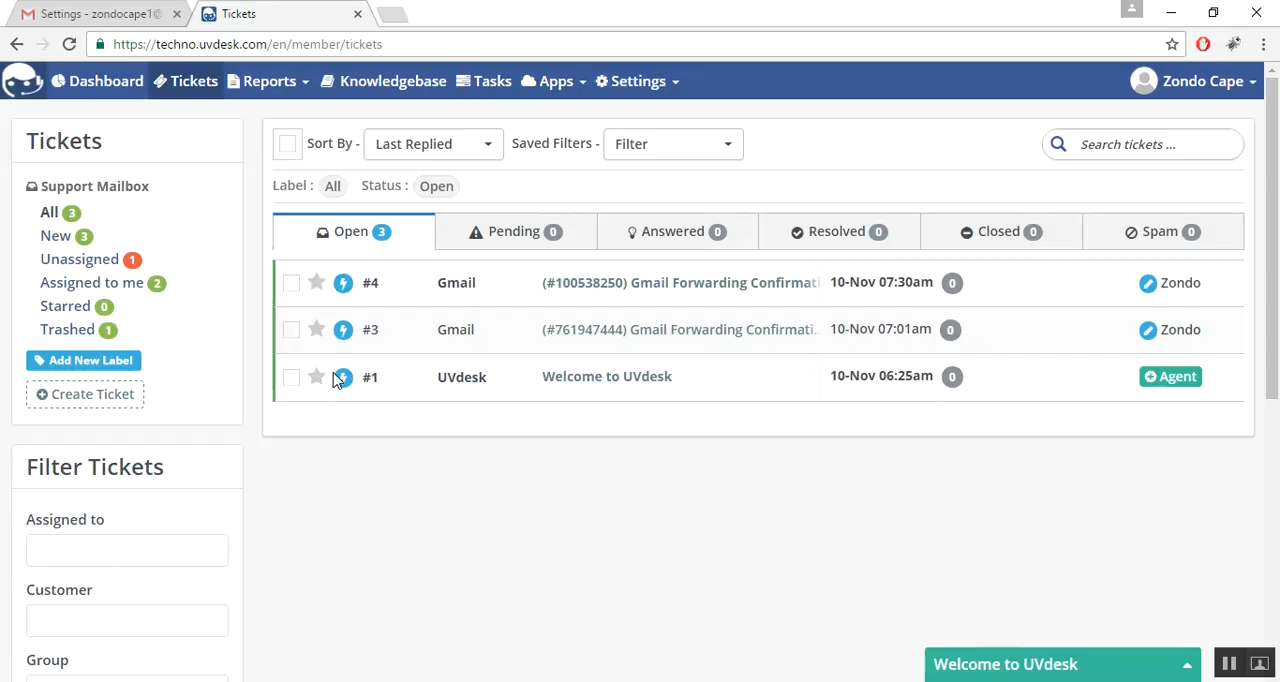 Settings - zondocape1@
Tickets
https://techno.uvdesk.com/en/member/tickets
Dashboard Tickets Reports Knowledgebase Tasks Apps Settings Zondo Cape
Tickets
Support Mailbox
All 3
New 3
Unassigned 1
Assigned to me 2
Starred 0
Trashed 1
Add New Label
Create Ticket
Filter Tickets
Assigned to
Customer
Group
Sort By - Last Replied Saved Filters - Filter Search tickets ...
Label : All Status : Open
Open 3 Pending 0 Answered 0 Resolved 0 Closed 0 Spam 0
#4 Gmail (#100538250) Gmail Forwarding Confirmati 10-Nov 07:30am 0 Zondo
#3 Gmail (#761947444) Gmail Forwarding Confirmati... 10-Nov 07:01am 0 Zondo
#1 UVdesk Welcome to UVdesk 10-Nov 06:25am 0 Agent
Welcome to UVdesk